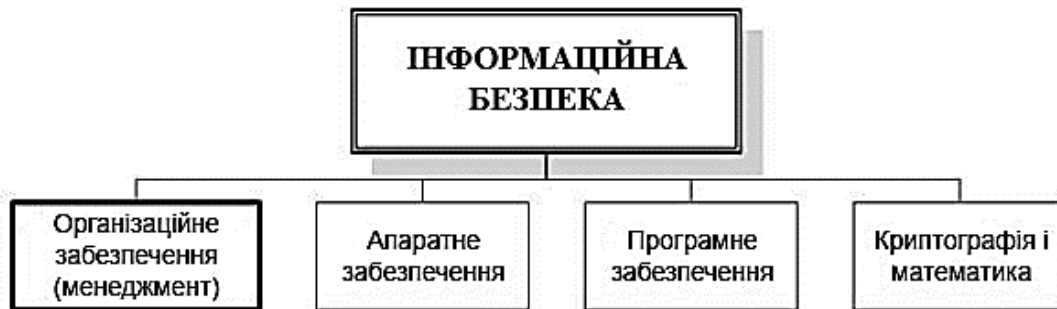 ІНФОРМАЦІЙНА
БЕЗПЕКА
Організаційне
забезпечення
(менеджмент)
Апаратне
забезпечення
Програмне
забезпечення
Криптографія і
математика